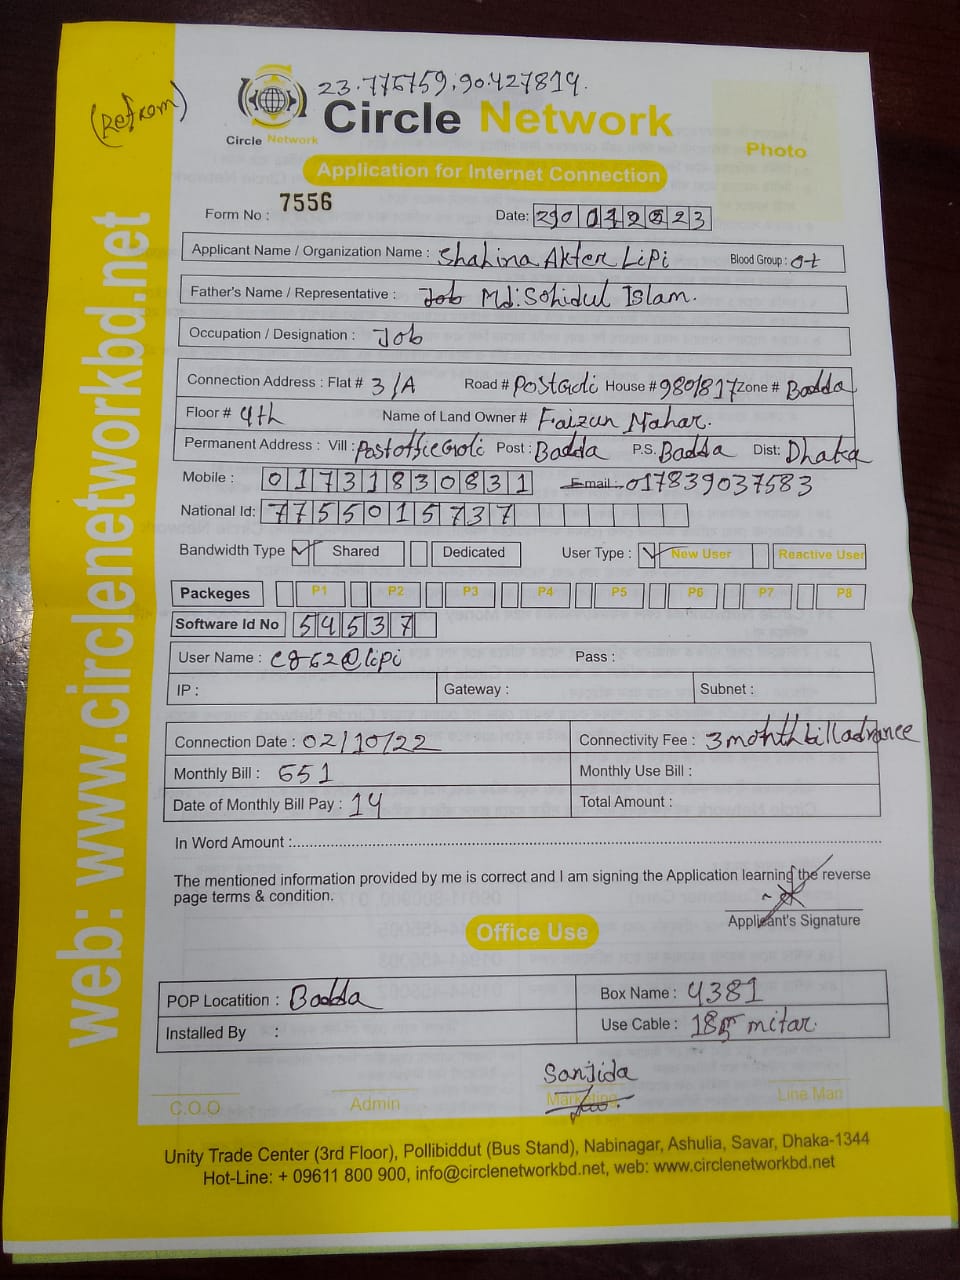 (Refrom)
23.775759,90.427819.
Circle Network
Circle Network
Photo
Application for Internet Connection
Form No : 7556 Date:
Applicant Name / Organization Name : Shahina Akter Lipi Blood Group : O+
Father's Name / Representative : Job Md: Sohidul Islam.
Occupation / Designation : Job
Connection Address : Flat # 3/A Road # Postgoli House # 980/817 Zone # Badda
Floor # 4th Name of Land Owner # Faizun Nahar.
Permanent Address : Vill : Postofficegoli Post : Badda P.S. Badda Dist: Dhaka
Mobile : 01731830831 Email : 017839037583
National Id: 7755015737
Bandwidth Type Shared Dedicated User Type : New User Reactive User
Packeges P1 P2 P3 P4 P5 P6 P7 P8
Software Id No 54537
User Name : @lipi Pass :
IP : Gateway : Subnet :
Connection Date : 02/10/22 Connectivity Fee : 3 month bill advance
Monthly Bill : 651 Monthly Use Bill :
Date of Monthly Bill Pay : 14 Total Amount :
In Word Amount :
The mentioned information provided by me is correct and I am signing the Application learning the reverse
page terms & condition.
Applicant's Signature
Office Use
POP Locatition : Badda Box Name : 4381
Installed By : Use Cable : mitar.
Sanjida
C.O.O Admin Marketing Line Man
Unity Trade Center (3rd Floor), Pollibiddut (Bus Stand), Nabinagar, Ashulia, Savar, Dhaka-1344
Hot-Line: + 09611 800 900, info@circlenetworkbd.net, web: www.circlenetworkbd.net
web: www.circlenetworkbd.net